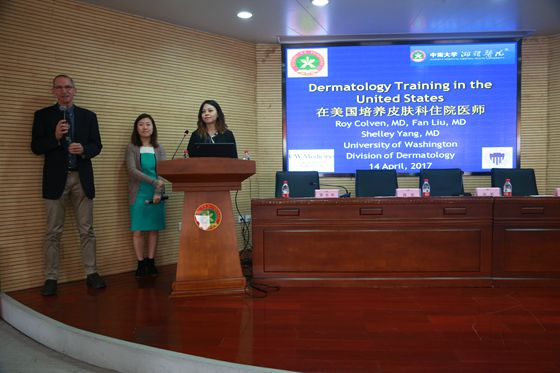 中南大学 湘雅医院
Dermatology Training in the
United States
在美国培养皮肤科住院医师
Roy Colven, MD, Fan Liu, MD
Shelley Yang, MD
University of Washington
Division of Dermatology
14 April, 2017
UW Medicine